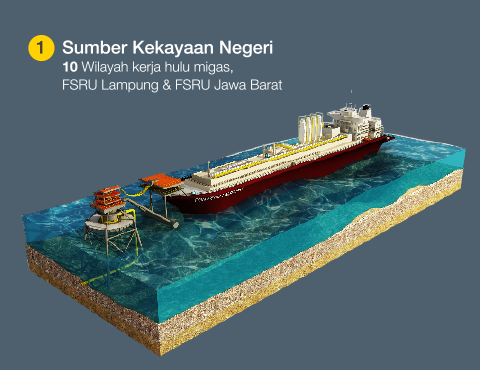 1 Sumber Kekayaan Negeri
10 Wilayah kerja hulu migas,
FSRU Lampung & FSRU Jawa Barat